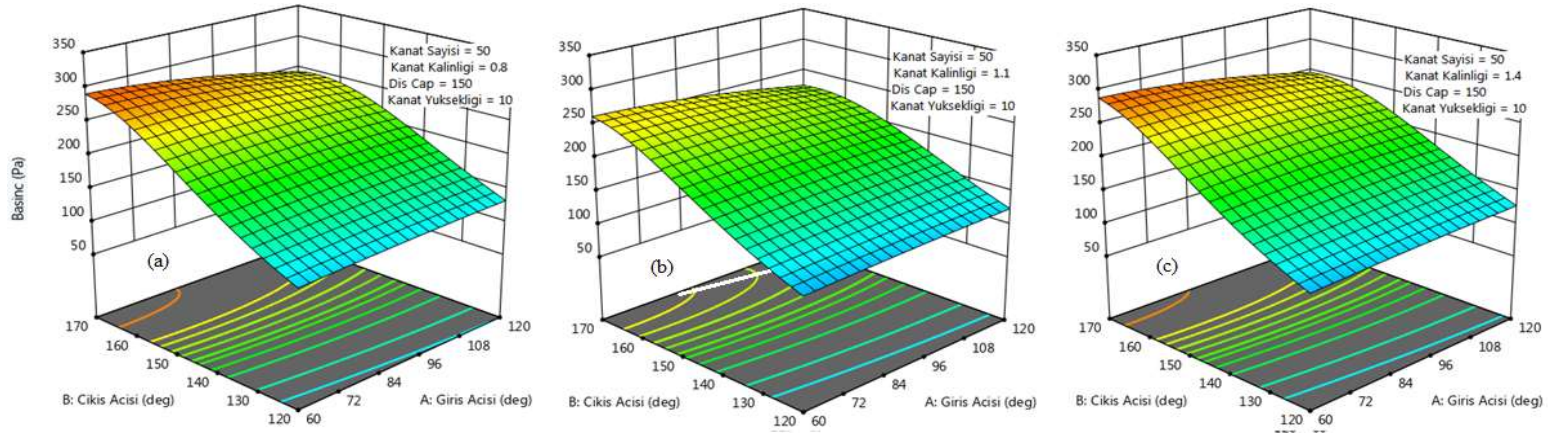 Kanat Sayisi = 50
Kanat Kalinligi = 0.8
Dis Cap = 150
Kanat Yuksekligi = 10
350
300
250
200
150
100
50
Basinc (Pa)
(a)
170
160
150
140
130
120
60
72
84
96
108
120
B: Cikis Acisi (deg)
A: Giris Acisi (deg)
Kanat Sayisi = 50
Kanat Kalinligi = 1.1
Dis Cap = 150
Kanat Yuksekligi = 10
350
300
250
200
150
100
50
(b)
170
160
150
140
130
120
60
72
84
96
108
120
B: Cikis Acisi (deg)
A: Giris Acisi (deg)
Kanat Sayisi = 50
Kanat Kalinligi = 1.4
Dis Cap = 150
Kanat Yuksekligi = 10
350
300
250
200
150
100
50
(c)
170
160
150
140
130
120
60
72
84
96
108
120
B: Cikis Acisi (deg)
A: Giris Acisi (deg)